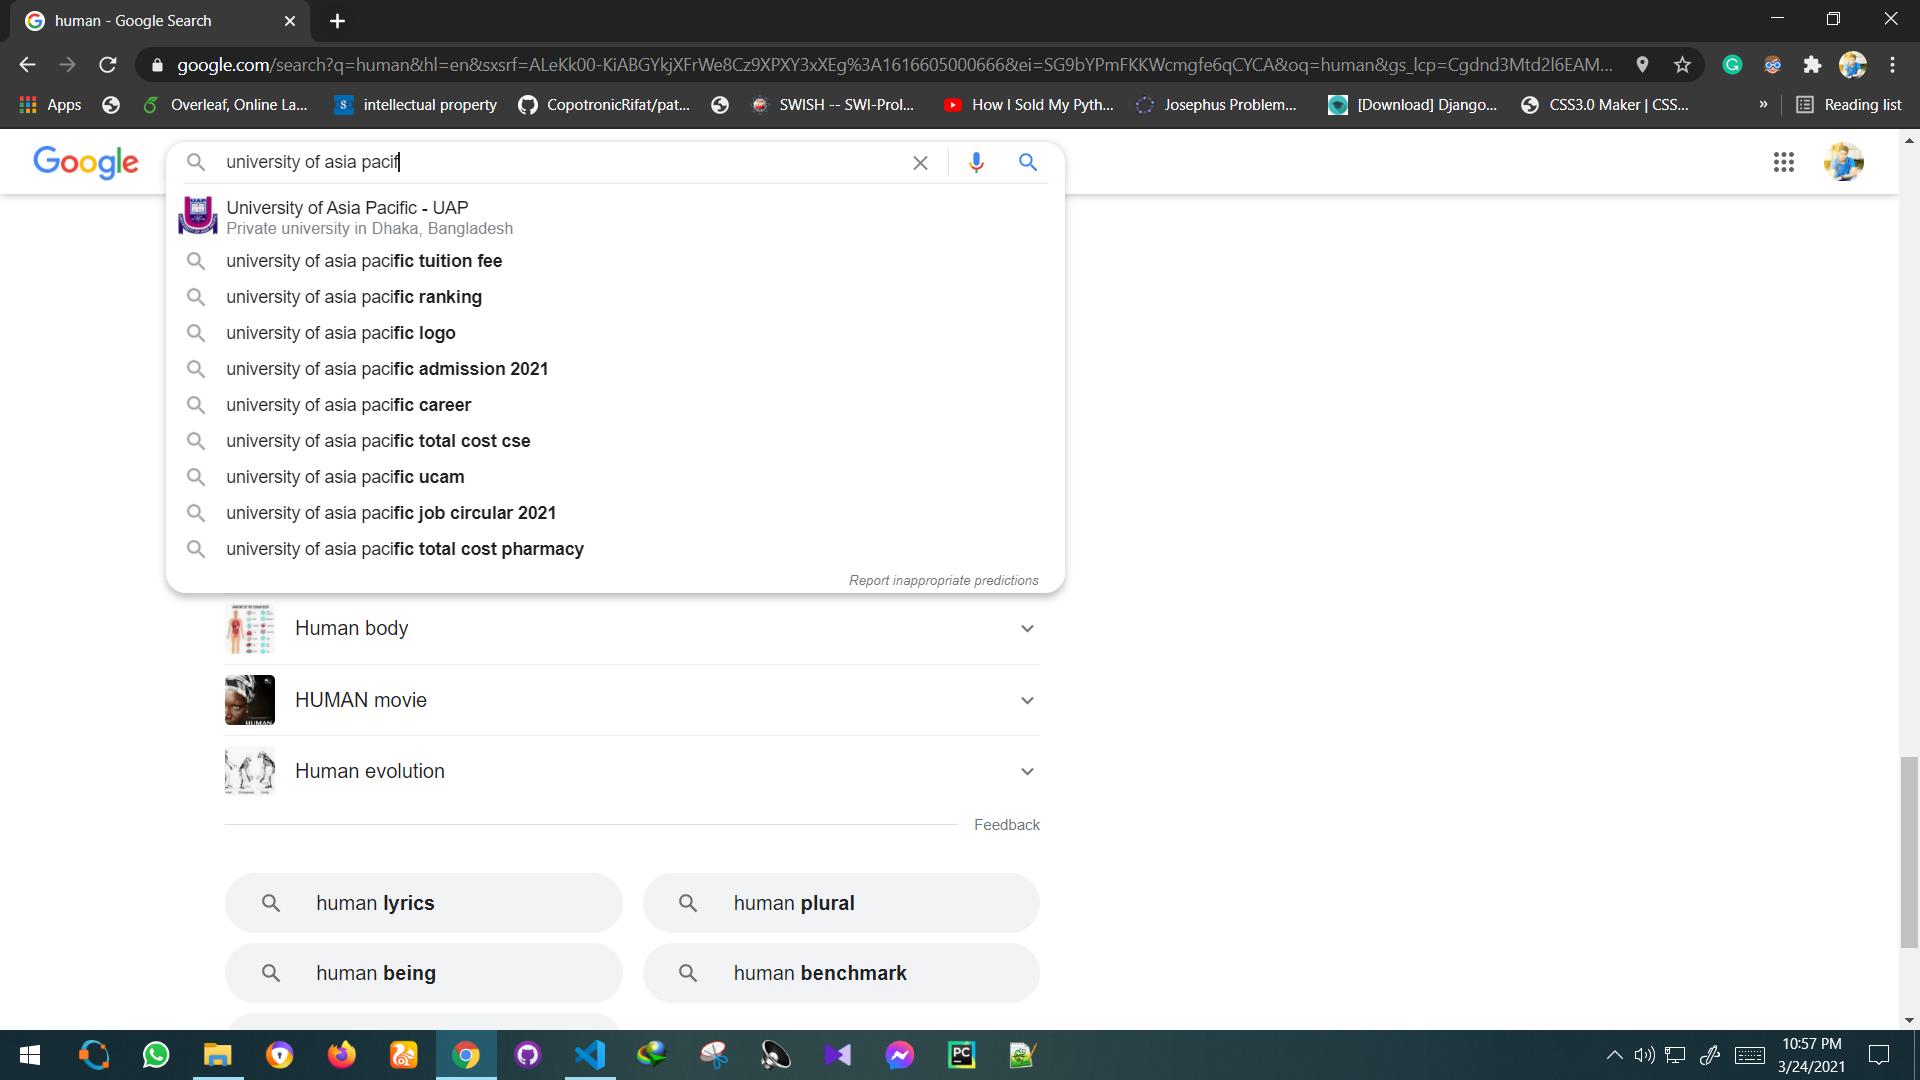 human - Google Search
google.com/search?q=human&hl=en&sxsrf=ALeKk00-KiABGYkjXFrWe8Cz9XPXY3xXEg%3A1616605000666&ei=SG9bYPmFKKWcmgfe6qCYCA&oq=human&gs_lcp=Cgdnd3Mtd2l6EAM...
Apps Overleaf, Online La... intellectual property CopotronicRifat/pat... SWISH -- SWI-Prol... How I Sold My Pyth... Josephus Problem... [Download] Django... CSS3.0 Maker | CSS... » Reading list
Google university of asia pacif
University of Asia Pacific - UAP
Private university in Dhaka, Bangladesh
university of asia pacific tuition fee
university of asia pacific ranking
university of asia pacific logo
university of asia pacific admission 2021
university of asia pacific career
university of asia pacific total cost cse
university of asia pacific ucam
university of asia pacific job circular 2021
university of asia pacific total cost pharmacy
Report inappropriate predictions
Human body
HUMAN movie
Human evolution
Feedback
human lyrics human plural
human being human benchmark
10:57 PM
3/24/2021